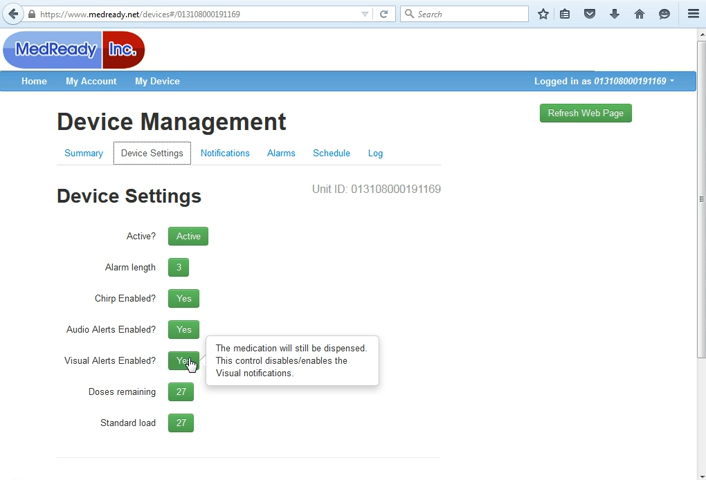 https://www.medready.net/devices#/013108000191169
Search
MedReady Inc.
Home My Account My Device Logged in as 013108000191169
Device Management
Refresh Web Page
Summary Device Settings Notifications Alarms Schedule Log
Device Settings
Unit ID: 013108000191169
Active? Active
Alarm length 3
Chirp Enabled? Yes
Audio Alerts Enabled? Yes
Visual Alerts Enabled? Yes
The medication will still be dispensed.
This control disables/enables the
Visual notifications.
Doses remaining 27
Standard load 27